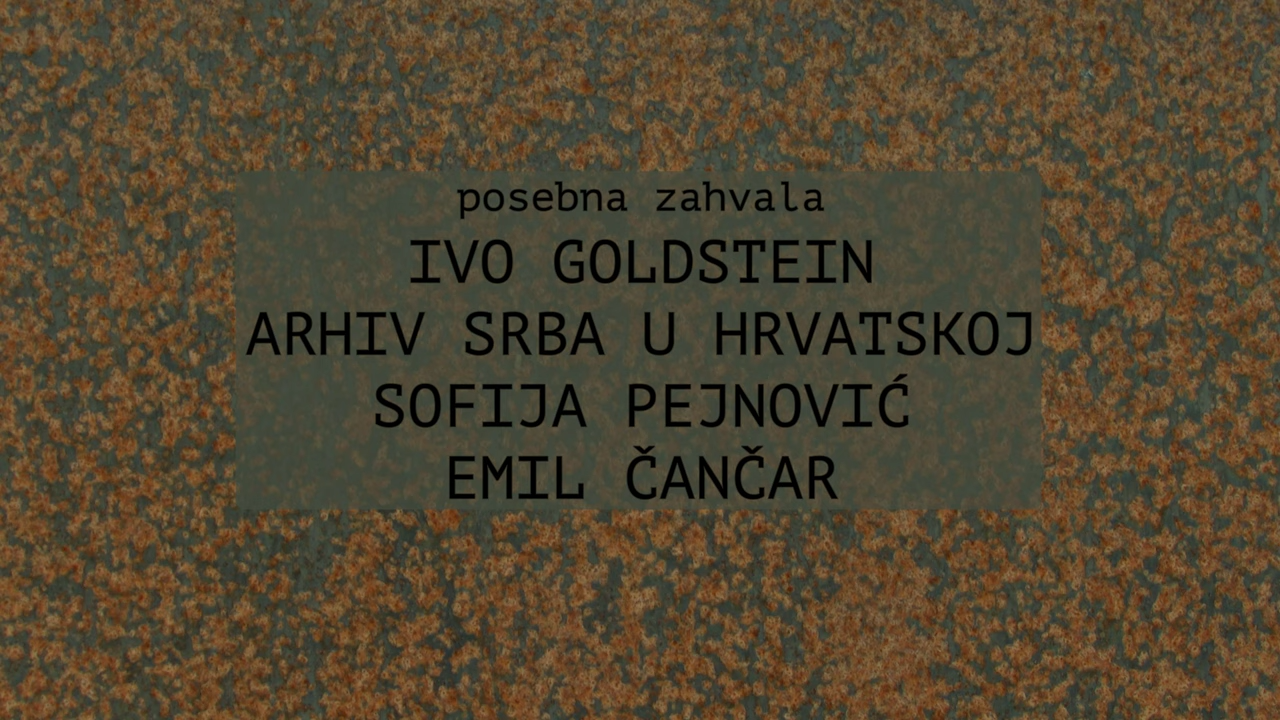 posebna zahvala
IVO GOLDSTEIN
ARHIV SRBA U HRVATSKOJ
SOFIJA PEJNOVIĆ
EMIL ČANČAR